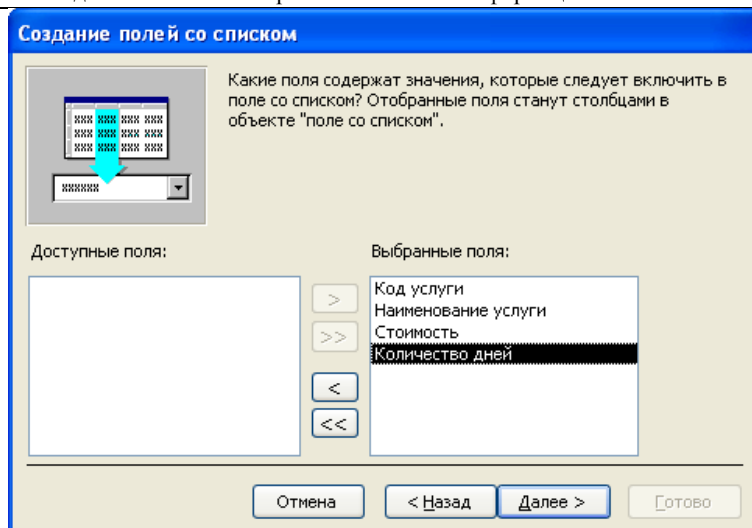 Создание полей со списком
Какие поля содержат значения, которые следует включить в
поле со списком? Отобранные поля станут столбцами в
объекте "поле со списком".
Доступные поля:
Выбранные поля:
Код услуги
Наименование услуги
Стоимость
Количество дней
>
>>
<
<<
Отмена
< Назад
Далее >
Готово